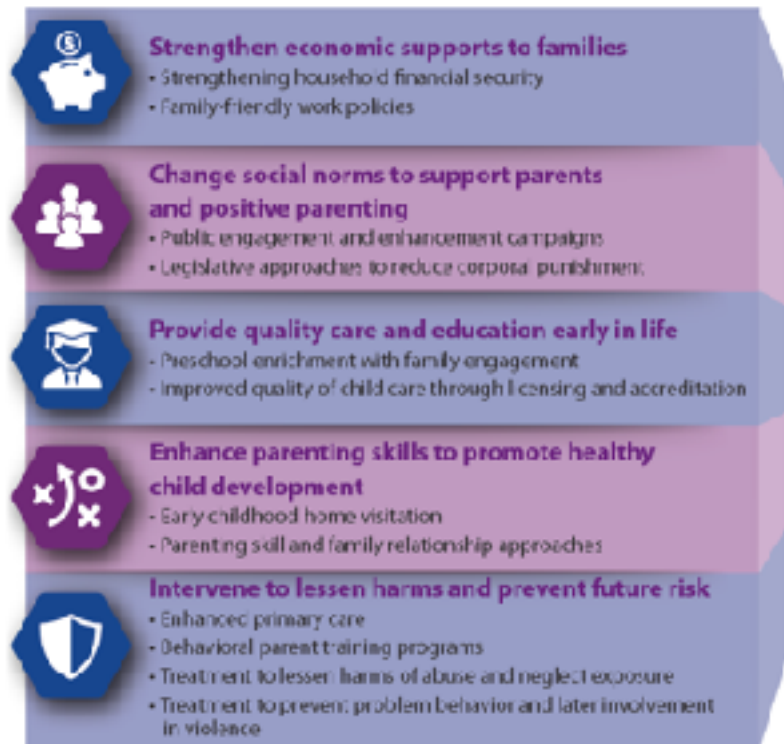 Strengthen economic supports to families
• Strengthening household financial security
• Family-friendly work policies
Change social norms to support parents
and positive parenting
• Public engagement and enhancement campaigns
• Legislative approaches to reduce corporal punishment
Provide quality care and education early in life
• Preschool enrichment with family engagement
• Improved quality of child care through licensing and accreditation
Enhance parenting skills to promote healthy
child development
• Early childhood home visitation
• Parenting skill and family relationship approaches
Intervene to lessen harms and prevent future risk
• Enhanced primary care
• Behavioral parent training programs
• Treatment to lessen harms of abuse and neglect exposure
• Treatment to prevent problem behavior and later involvement
in violence